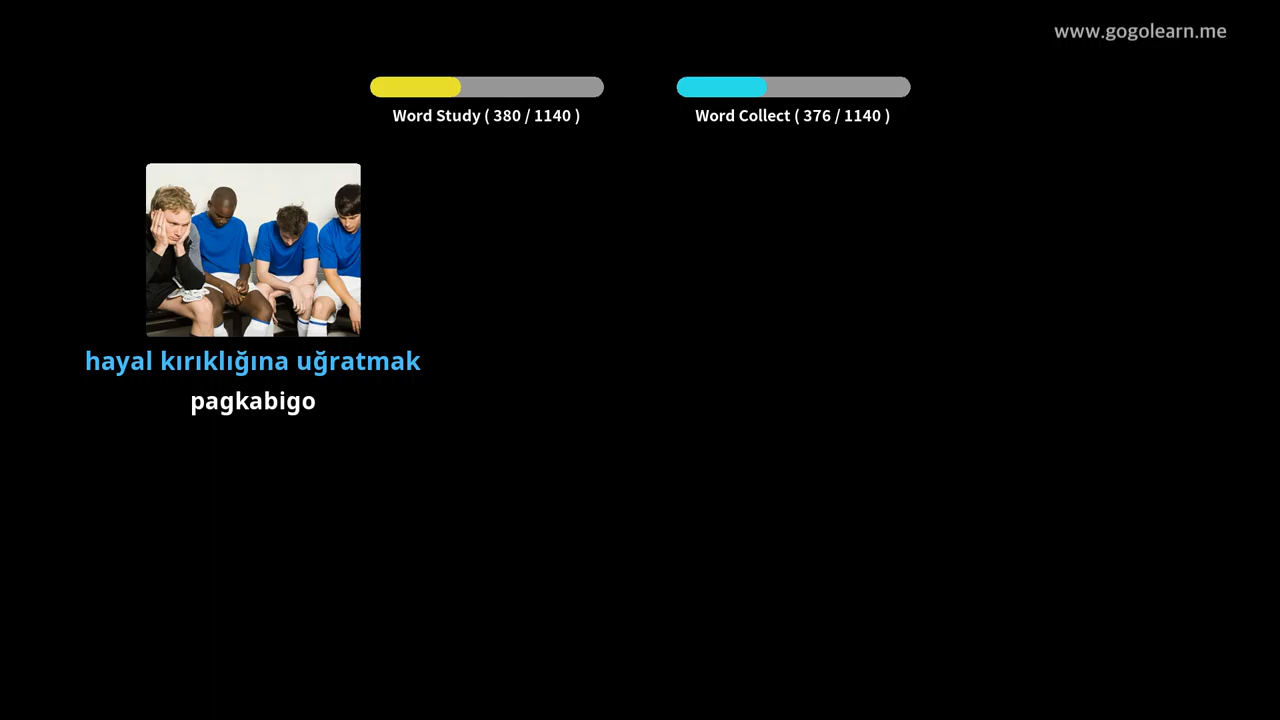 www.gogolearn.me
Word Study ( 380 / 1140 )
Word Collect ( 376 / 1140 )
hayal kırıklığına uğratmak
pagkabigo